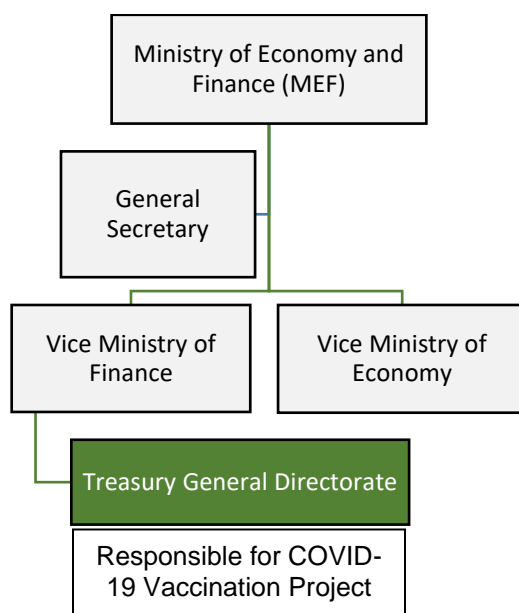 Ministry of Economy and
Finance (MEF)
General
Secretary
Vice Ministry of
Finance
Vice Ministry of
Economy
Treasury General Directorate
Responsible for COVID-
19 Vaccination Project